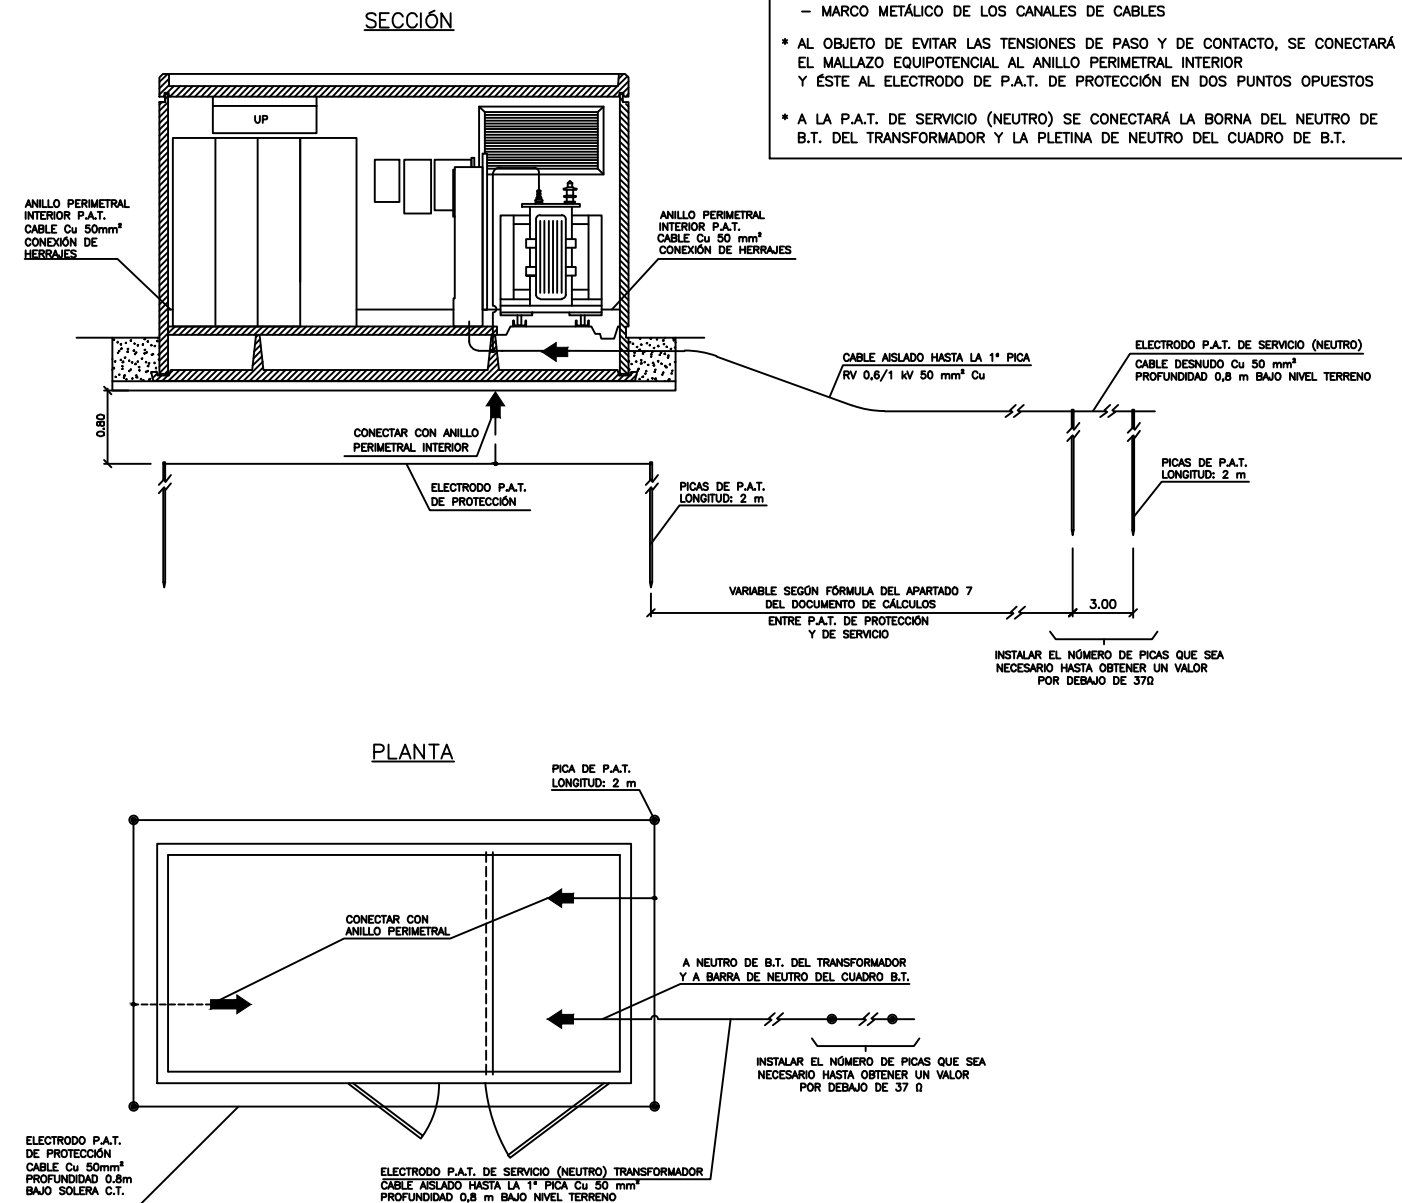 SECCIÓN
– MARCO METÁLICO DE LOS CANALES DE CABLES
* AL OBJETO DE EVITAR LAS TENSIONES DE PASO Y DE CONTACTO, SE CONECTARÁ
EL MALLAZO EQUIPOTENCIAL AL ANILLO PERIMETRAL INTERIOR
Y ÉSTE AL ELECTRODO DE P.A.T. DE PROTECCIÓN EN DOS PUNTOS OPUESTOS
* A LA P.A.T. DE SERVICIO (NEUTRO) SE CONECTARÁ LA BORNA DEL NEUTRO DE
B.T. DEL TRANSFORMADOR Y LA PLETINA DE NEUTRO DEL CUADRO DE B.T.
UP
ANILLO PERIMETRAL
INTERIOR P.A.T.
CABLE Cu 50mm²
CONEXIÓN DE
HERRAJES
ANILLO PERIMETRAL
INTERIOR P.A.T.
CABLE Cu 50 mm²
CONEXIÓN DE HERRAJES
CABLE AISLADO HASTA LA 1ª PICA
RV 0,6/1 kV 50 mm² Cu
ELECTRODO P.A.T. DE SERVICIO (NEUTRO)
CABLE DESNUDO Cu 50 mm²
PROFUNDIDAD 0,8 m BAJO NIVEL TERRENO
0.80
CONECTAR CON ANILLO
PERIMETRAL INTERIOR
ELECTRODO P.A.T.
DE PROTECCIÓN
PICAS DE P.A.T.
LONGITUD: 2 m
PICAS DE P.A.T.
LONGITUD: 2 m
VARIABLE SEGÚN FÓRMULA DEL APARTADO 7
DEL DOCUMENTO DE CÁLCULOS
ENTRE P.A.T. DE PROTECCIÓN
Y DE SERVICIO
3.00
INSTALAR EL NÚMERO DE PICAS QUE SEA
NECESARIO HASTA OBTENER UN VALOR
POR DEBAJO DE 37Ω
PLANTA
PICA DE P.A.T.
LONGITUD: 2 m
CONECTAR CON
ANILLO PERIMETRAL
A NEUTRO DE B.T. DEL TRANSFORMADOR
Y A BARRA DE NEUTRO DEL CUADRO B.T.
INSTALAR EL NÚMERO DE PICAS QUE SEA
NECESARIO HASTA OBTENER UN VALOR
POR DEBAJO DE 37 Ω
ELECTRODO P.A.T.
DE PROTECCIÓN
CABLE Cu 50mm²
PROFUNDIDAD 0.8m
BAJO SOLERA C.T.
ELECTRODO P.A.T. DE SERVICIO (NEUTRO) TRANSFORMADOR
CABLE AISLADO HASTA LA 1ª PICA Cu 50 mm²
PROFUNDIDAD 0,8 m BAJO NIVEL TERRENO